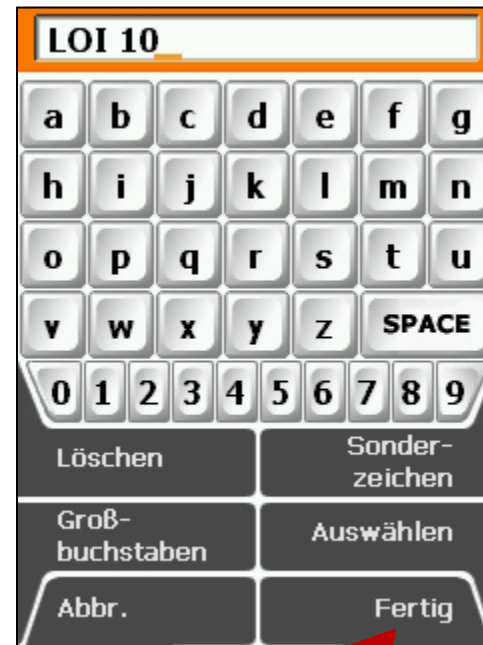 LOI 10_
a b c d e f g
h i j k l m n
o p q r s t u
v w x y z SPACE
0 1 2 3 4 5 6 7 8 9
Löschen
Sonder-
zeichen
Groß-
buchstaben
Auswählen
Abbr.
Fertig